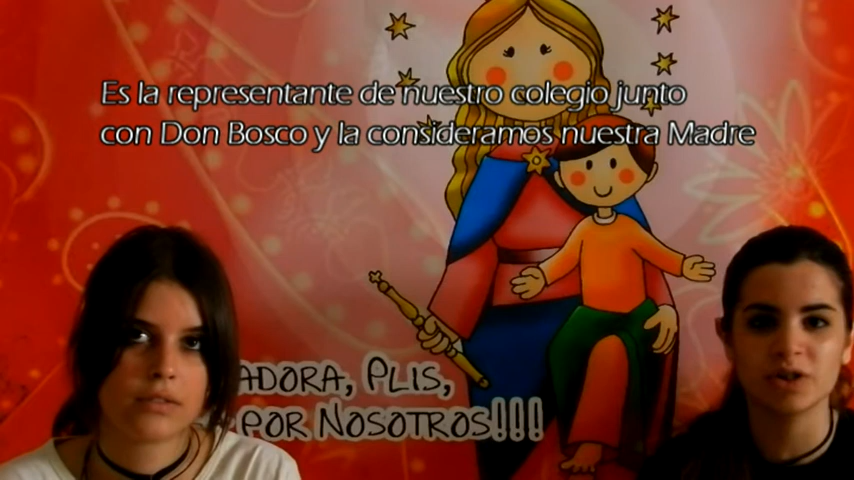 Es la representante de nuestro colegio junto
con Don Bosco y la consideramos nuestra Madre
ADORA, PLIS,
POR NOSOTROS!!!